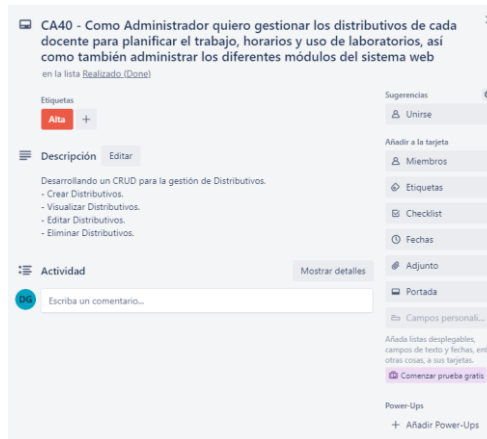 CA40 - Como Administrador quiero gestionar los distributivos de cada
docente para planificar el trabajo, horarios y uso de laboratorios, así
como también administrar los diferentes módulos del sistema web
en la lista Realizado (Done)
Etiquetas
Alta +
Descripción Editar
Desarrollando un CRUD para la gestión de Distributivos.
- Crear Distributivos.
- Visualizar Distributivos.
- Editar Distributivos.
- Eliminar Distributivos.
Actividad Mostrar detalles
DG Escriba un comentario...
Sugerencias
Unirse
Añadir a la tarjeta
Miembros
Etiquetas
Checklist
Fechas
Adjunto
Portada
Campos personali...
Añada listas desplegables,
campos de texto y fechas, ent
otras cosas, a sus tarjetas.
Comenzar prueba gratis
Power-Ups
+ Añadir Power-Ups